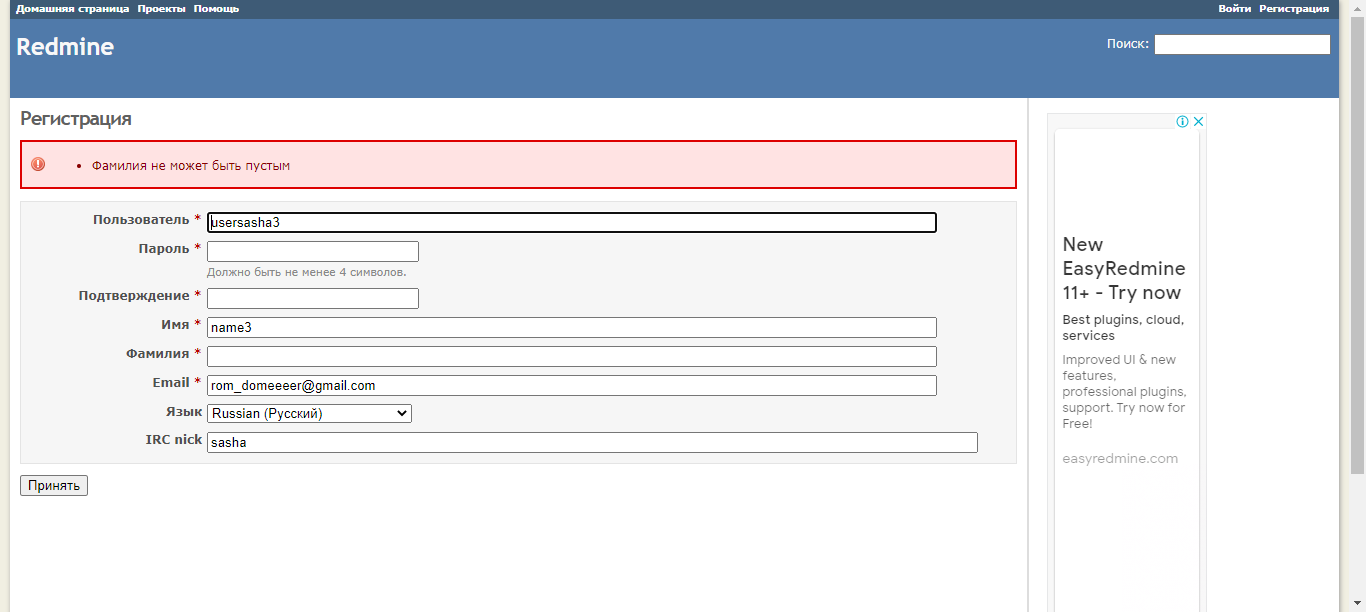 Домашняя страница Проекты Помощь Войти Регистрация
Redmine
Поиск:
Регистрация
Фамилия не может быть пустым
Пользователь * usersasha3
Пароль *
Должно быть не менее 4 символов.
Подтверждение *
Имя * name3
Фамилия *
Email * rom_domeeeer@gmail.com
Язык Russian (Русский)
IRC nick sasha
Принять
New
EasyRedmine
11+ - Try now
Best plugins, cloud,
services
Improved UI & new
features,
professional plugins,
support. Try now for
Free!
easyredmine.com